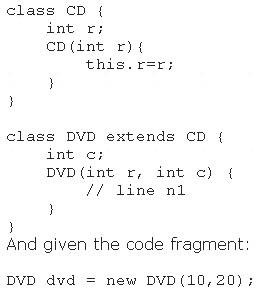 class CD {
    int r;
    CD(int r){
        this.r=r;
    }
}
class DVD extends CD {
    int c;
    DVD(int r, int c) {
        // line n1
    }
}
And given the code fragment:
DVD dvd = new DVD(10,20);